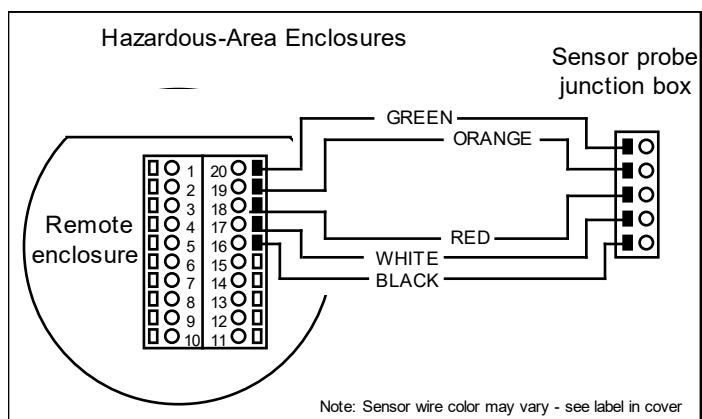 Hazardous-Area Enclosures
Sensor probe
junction box
GREEN
ORANGE
1 20
2 19
3 18
4 17
5 16
6 15
7 14
8 13
9 12
10 11
Remote
enclosure
RED
WHITE
BLACK
Note: Sensor wire color may vary - see label in cover